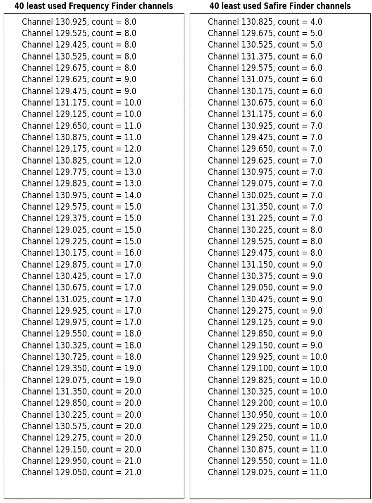 40 least used Frequency Finder channels
Channel 130.925, count = 8.0
Channel 129.525, count = 8.0
Channel 129.425, count = 8.0
Channel 130.525, count = 8.0
Channel 129.675, count = 8.0
Channel 129.625, count = 9.0
Channel 129.475, count = 9.0
Channel 131.175, count = 10.0
Channel 129.125, count = 10.0
Channel 129.650, count = 11.0
Channel 130.875, count = 11.0
Channel 129.175, count = 12.0
Channel 130.825, count = 12.0
Channel 129.775, count = 13.0
Channel 129.825, count = 13.0
Channel 130.975, count = 14.0
Channel 129.575, count = 15.0
Channel 129.375, count = 15.0
Channel 129.025, count = 15.0
Channel 129.225, count = 15.0
Channel 130.175, count = 16.0
Channel 129.875, count = 17.0
Channel 130.425, count = 17.0
Channel 130.675, count = 17.0
Channel 131.025, count = 17.0
Channel 129.925, count = 17.0
Channel 129.975, count = 17.0
Channel 129.550, count = 18.0
Channel 130.325, count = 18.0
Channel 130.725, count = 18.0
Channel 129.350, count = 19.0
Channel 129.075, count = 19.0
Channel 131.350, count = 20.0
Channel 129.850, count = 20.0
Channel 130.225, count = 20.0
Channel 130.575, count = 20.0
Channel 129.275, count = 20.0
Channel 129.150, count = 20.0
Channel 129.950, count = 21.0
Channel 129.050, count = 21.0
40 least used Safire Finder channels
Channel 130.825, count = 4.0
Channel 129.675, count = 5.0
Channel 130.525, count = 5.0
Channel 131.375, count = 6.0
Channel 129.575, count = 6.0
Channel 131.075, count = 6.0
Channel 130.175, count = 6.0
Channel 130.675, count = 6.0
Channel 131.175, count = 6.0
Channel 130.925, count = 7.0
Channel 129.425, count = 7.0
Channel 129.650, count = 7.0
Channel 129.625, count = 7.0
Channel 130.975, count = 7.0
Channel 129.075, count = 7.0
Channel 130.025, count = 7.0
Channel 131.350, count = 7.0
Channel 131.225, count = 7.0
Channel 130.225, count = 8.0
Channel 129.525, count = 8.0
Channel 129.475, count = 8.0
Channel 131.150, count = 9.0
Channel 130.375, count = 9.0
Channel 129.050, count = 9.0
Channel 130.425, count = 9.0
Channel 129.275, count = 9.0
Channel 129.125, count = 9.0
Channel 129.850, count = 9.0
Channel 129.150, count = 9.0
Channel 129.925, count = 10.0
Channel 129.100, count = 10.0
Channel 129.825, count = 10.0
Channel 130.325, count = 10.0
Channel 129.200, count = 10.0
Channel 130.950, count = 10.0
Channel 129.225, count = 10.0
Channel 129.250, count = 11.0
Channel 130.875, count = 11.0
Channel 129.550, count = 11.0
Channel 129.025, count = 11.0